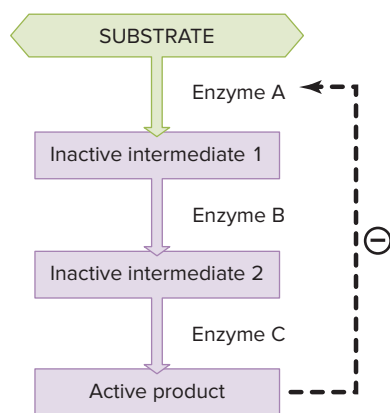 SUBSTRATE
Enzyme A
Inactive intermediate 1
Enzyme B
Inactive intermediate 2
Enzyme C
Active product